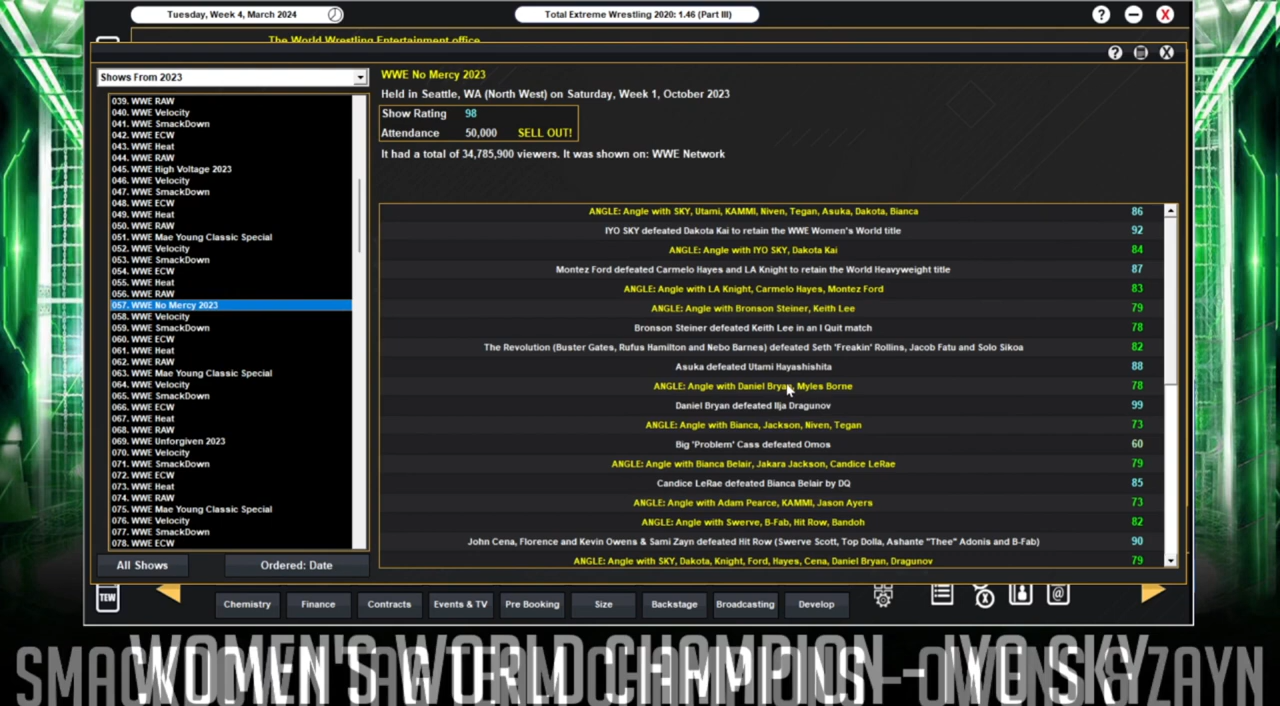 Tuesday, Week 4, March 2024
Total Extreme Wrestling 2020: 1.46 (Part III)
The World Wrestling Entertainment office
Shows From 2023
039. WWE RAW
040. WWE Velocity
041. WWE SmackDown
042. WWE ECW
043. WWE Heat
044. WWE RAW
045. WWE High Voltage 2023
046. WWE Velocity
047. WWE SmackDown
048. WWE ECW
049. WWE Heat
050. WWE RAW
051. WWE Mae Young Classic Special
052. WWE Velocity
053. WWE SmackDown
054. WWE ECW
055. WWE Heat
056. WWE RAW
057. WWE No Mercy 2023
058. WWE Velocity
059. WWE SmackDown
060. WWE ECW
061. WWE Heat
062. WWE RAW
063. WWE Mae Young Classic Special
064. WWE Velocity
065. WWE SmackDown
066. WWE ECW
067. WWE Heat
068. WWE RAW
069. WWE Unforgiven 2023
070. WWE Velocity
071. WWE SmackDown
072. WWE ECW
073. WWE Heat
074. WWE RAW
075. WWE Mae Young Classic Special
076. WWE Velocity
077. WWE SmackDown
078. WWE ECW
All Shows
Ordered: Date
WWE No Mercy 2023
Held in Seattle, WA (North West) on Saturday, Week 1, October 2023
Show Rating 98
Attendance 50,000 SELL OUT!
It had a total of 34,785,900 viewers. It was shown on: WWE Network
ANGLE: Angle with SKY, Utami, KAMMI, Niven, Tegan, Asuka, Dakota, Bianca 86
IYO SKY defeated Dakota Kai to retain the WWE Women's World title 92
ANGLE: Angle with IYO SKY, Dakota Kai 84
Montez Ford defeated Carmelo Hayes and LA Knight to retain the World Heavyweight title 87
ANGLE: Angle with LA Knight, Carmelo Hayes, Montez Ford 83
ANGLE: Angle with Bronson Steiner, Keith Lee 79
Bronson Steiner defeated Keith Lee in an I Quit match 78
The Revolution (Buster Gates, Rufus Hamilton and Nebo Barnes) defeated Seth 'Freakin' Rollins, Jacob Fatu and Solo Sikoa 82
Asuka defeated Utami Hayashishita 88
ANGLE: Angle with Daniel Bryan, Myles Borne 78
Daniel Bryan defeated Ilja Dragunov 99
ANGLE: Angle with Bianca, Jackson, Niven, Tegan 73
Big 'Problem' Cass defeated Omos 60
ANGLE: Angle with Bianca Belair, Jakara Jackson, Candice LeRae 79
Candice LeRae defeated Bianca Belair by DQ 85
ANGLE: Angle with Adam Pearce, KAMMI, Jason Ayers 73
ANGLE: Angle with Swerve, B-Fab, Hit Row, Bandoh 82
John Cena, Florence and Kevin Owens & Sami Zayn defeated Hit Row (Swerve Scott, Top Dolla, Ashante "Thee" Adonis and B-Fab) 90
ANGLE: Angle with SKY, Dakota, Knight, Ford, Hayes, Cena, Daniel Bryan, Dragunov 79
TEW
Chemistry
Finance
Contracts
Events & TV
Pre Booking
Size
Backstage
Broadcasting
Develop
WOMEN'S WORLD CHAMPION - IYO SKY